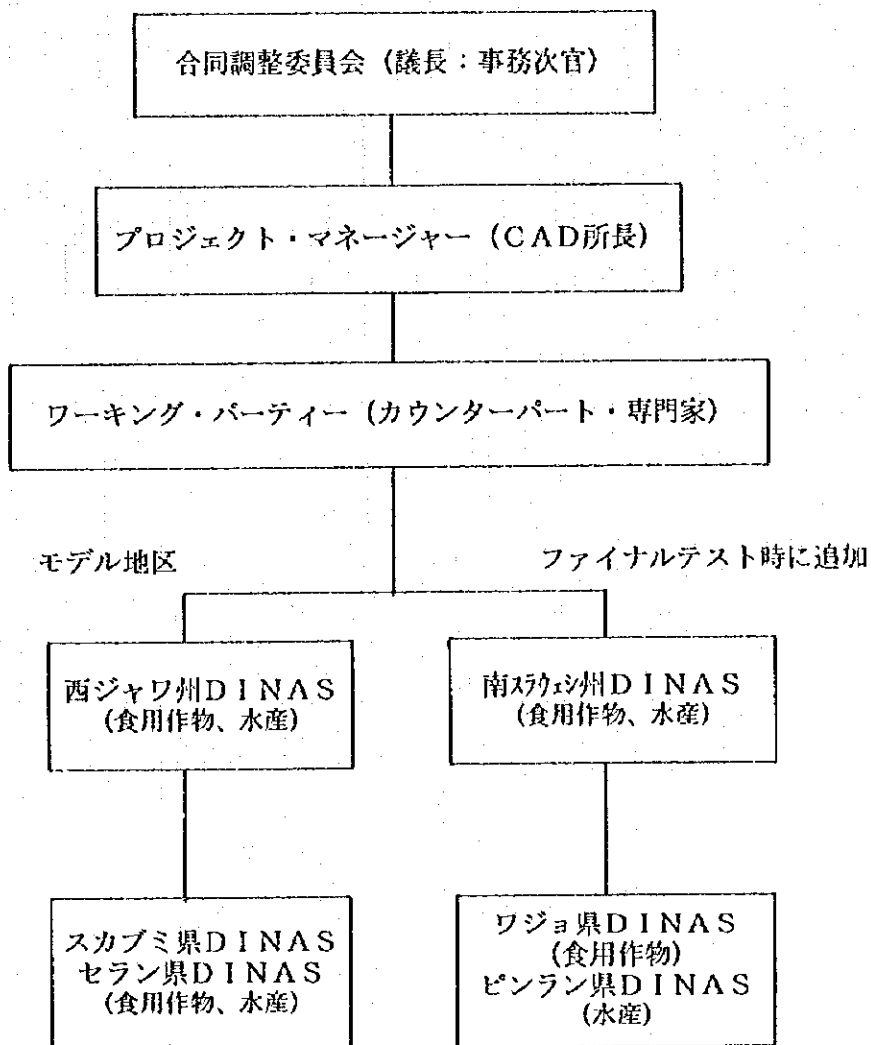 合同調整委員会（議長：事務次官）
プロジェクト・マネージャー（CAD所長）
ワーキング・パーティー（カウンターパート・専門家）
モデル地区
ファイナルテスト時に追加
西ジャワ州DINAS
（食用作物、水産）
南スラウェシ州DINAS
（食用作物、水産）
スカブミ県DINAS
セラン県DINAS
（食用作物、水産）
ワジョ県DINAS
（食用作物）
ピンラン県DINAS
（水産）